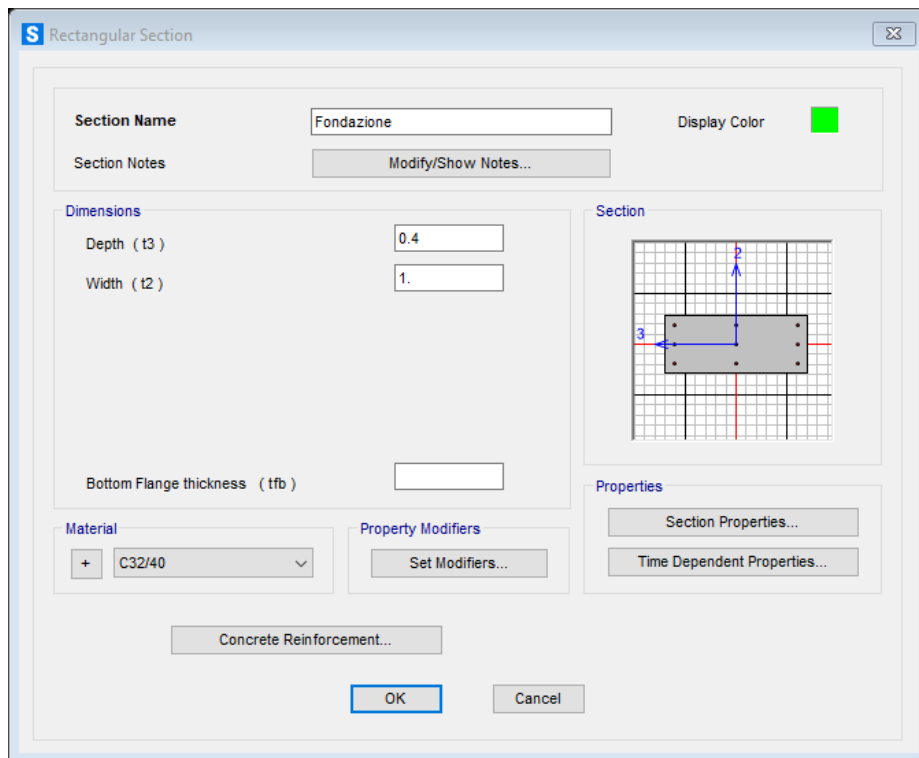 S Rectangular Section
Section Name Fondazione Display Color
Section Notes Modify/Show Notes...
Dimensions
Depth ( t3 ) 0.4
Width ( t2 ) 1.
Bottom Flange thickness ( tfb )
Section
2
3
Properties
Section Properties...
Time Dependent Properties...
Material
+ C32/40
Property Modifiers
Set Modifiers...
Concrete Reinforcement...
OK Cancel